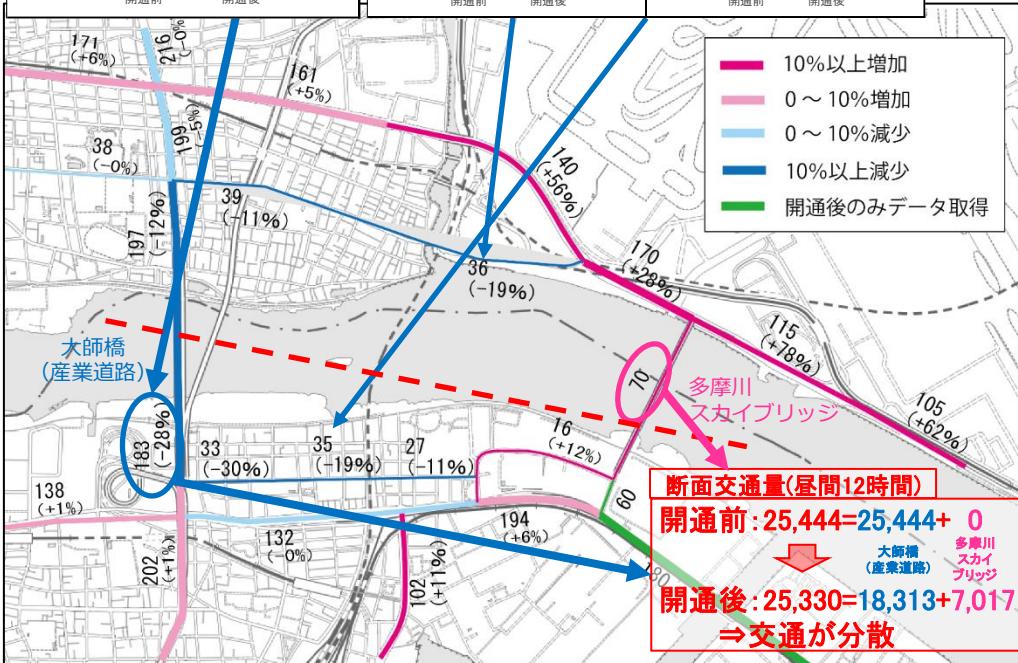 開通前 開通後
開通前 開通後
開通前 開通後
10%以上増加
0～10%増加
0～10%減少
10%以上減少
開通後のみデータ取得
171
(+6%)
216
(-0%)
161
(+5%)
199
(-5%)
38
(-0%)
39
(-11%)
140
(+56%)
197
(-12%)
36
(-19%)
170
(+28%)
115
(+78%)
105
(+62%)
大師橋
(産業道路)
70
多摩川
スカイブリッジ
183
(-28%)
33
(-30%)
35
(-19%)
27
(-11%)
16
(+12%)
60
138
(+1%)
132
(-0%)
194
(+6%)
202
(+1%)
102
(+11%)
180
断面交通量(昼間12時間)
開通前:25,444=25,444+ 0
大師橋
(産業道路)
多摩川
スカイ
ブリッジ
開通後:25,330=18,313+7,017
⇒交通が分散